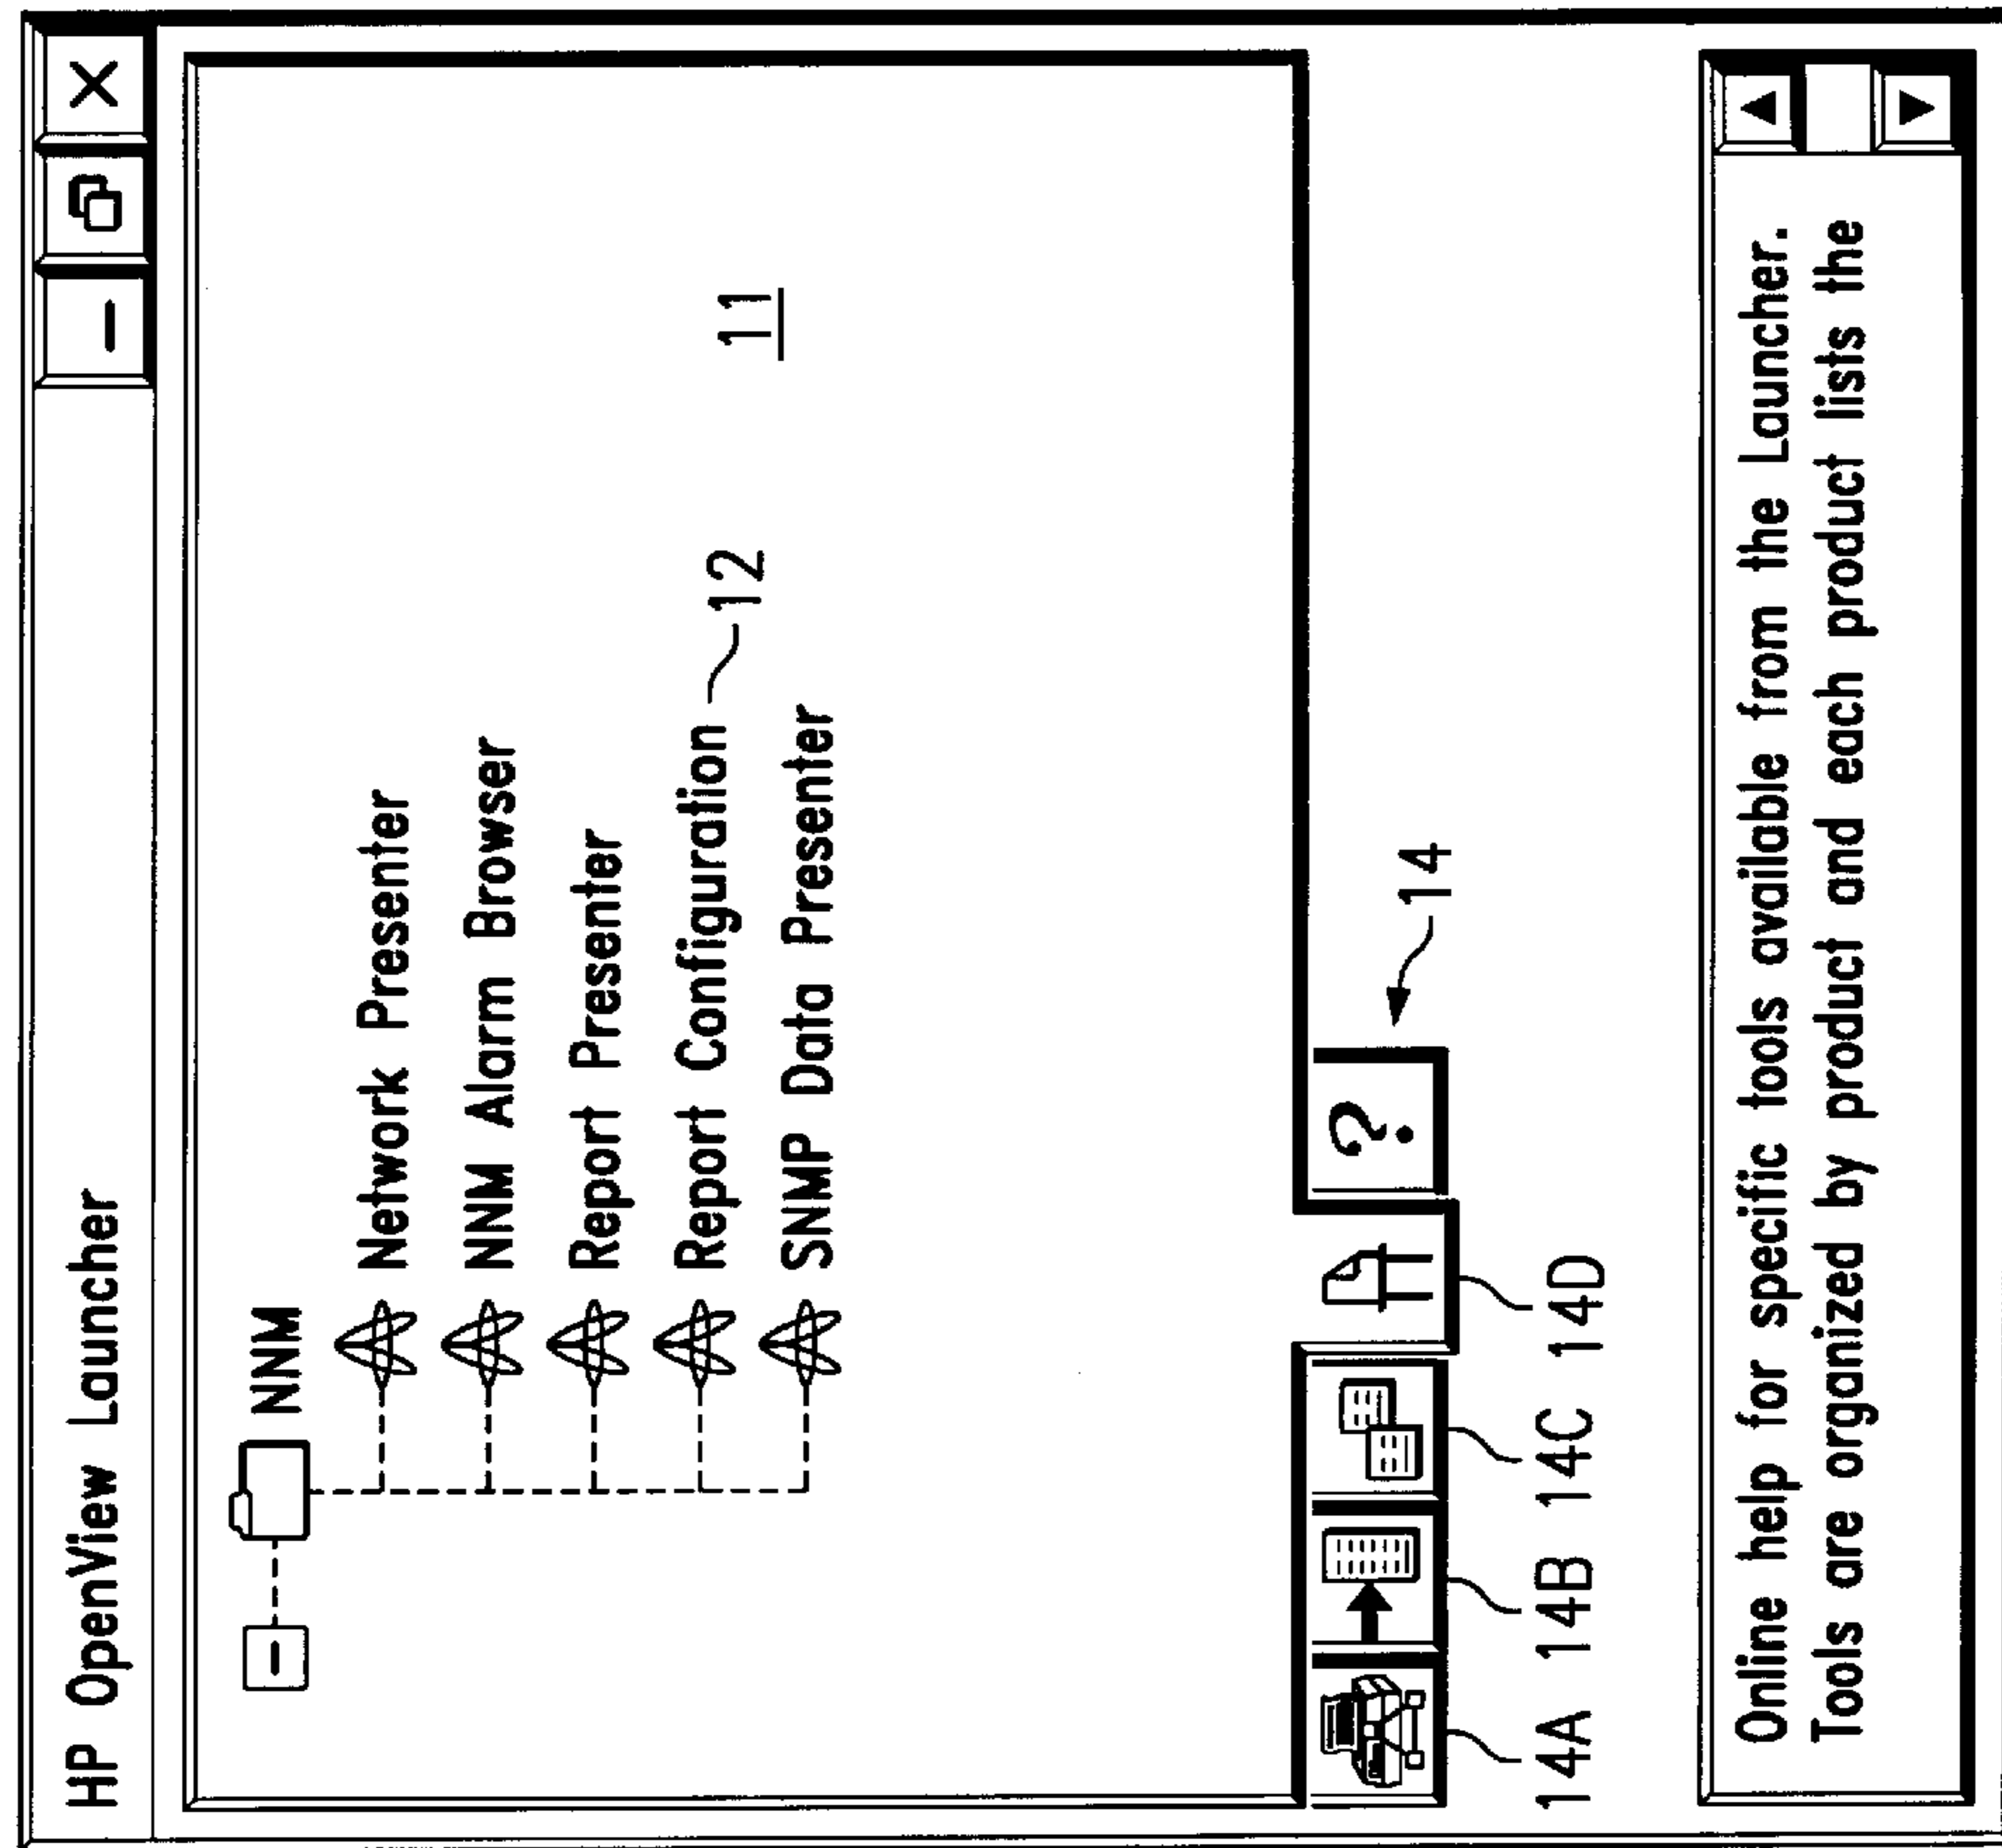 HP OpenView Launcher
NNM
Network Presenter
NNM Alarm Browser
Report Presenter
Report Configuration 12
SNMP Data Presenter
11
?
14
14A 14B 14C 14D
Online help for specific tools available from the Launcher.
Tools are organized by product and each product lists the